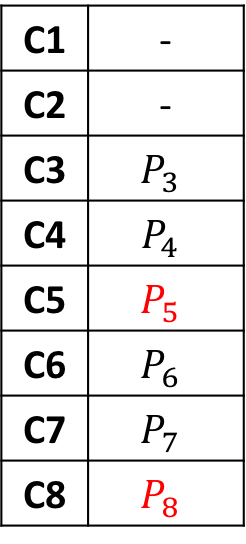 C1 -
C2 -
C3 P₃
C4 P₄
C5 P₅
C6 P₆
C7 P₇
C8 P₈